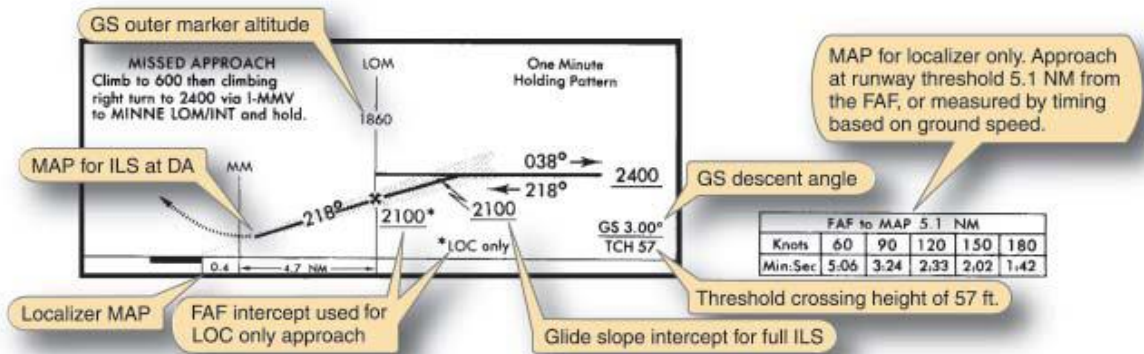 GS outer marker altitude
MISSED APPROACH
Climb to 600 then climbing
right turn to 2400 via I-MMV
to MINNE LOM/INT and hold.
LOM
1860
One Minute
Holding Pattern
MAP for localizer only. Approach
at runway threshold 5.1 NM from
the FAF, or measured by timing
based on ground speed.
MAP for ILS at DA
MM
038° →
← 218°
2400
GS descent angle
218°
2100*
2100
*LOC only
GS 3.00°
TCH 57
FAF to MAP 5.1 NM
Knots 60 90 120 150 180
Min:Sec 5:06 3:24 2:33 2:02 1:42
0.4
4.7 NM
Localizer MAP
FAF intercept used for
LOC only approach
Glide slope intercept for full ILS
Threshold crossing height of 57 ft.